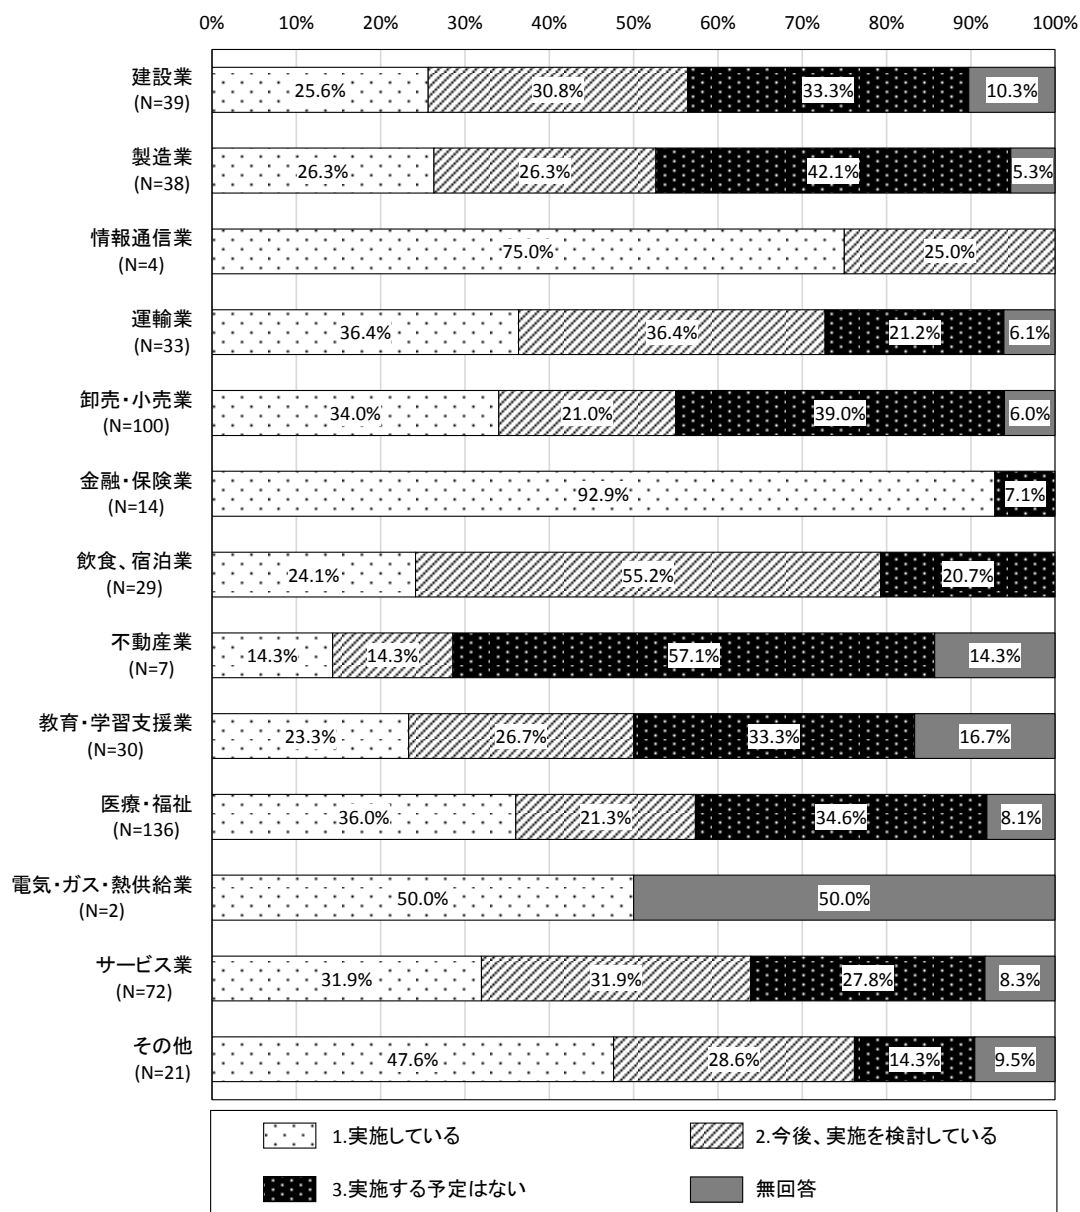 0% 10% 20% 30% 40% 50% 60% 70% 80% 90% 100%
建設業
(N=39)
25.6% 30.8% 33.3% 10.3%
製造業
(N=38)
26.3% 26.3% 42.1% 5.3%
情報通信業
(N=4)
75.0% 25.0%
運輸業
(N=33)
36.4% 36.4% 21.2% 6.1%
卸売・小売業
(N=100)
34.0% 21.0% 39.0% 6.0%
金融・保険業
(N=14)
92.9% 7.1%
飲食、宿泊業
(N=29)
24.1% 55.2% 20.7%
不動産業
(N=7)
14.3% 14.3% 57.1% 14.3%
教育・学習支援業
(N=30)
23.3% 26.7% 33.3% 16.7%
医療・福祉
(N=136)
36.0% 21.3% 34.6% 8.1%
電気・ガス・熱供給業
(N=2)
50.0% 50.0%
サービス業
(N=72)
31.9% 31.9% 27.8% 8.3%
その他
(N=21)
47.6% 28.6% 14.3% 9.5%
1.実施している 2.今後、実施を検討している
3.実施する予定はない 無回答